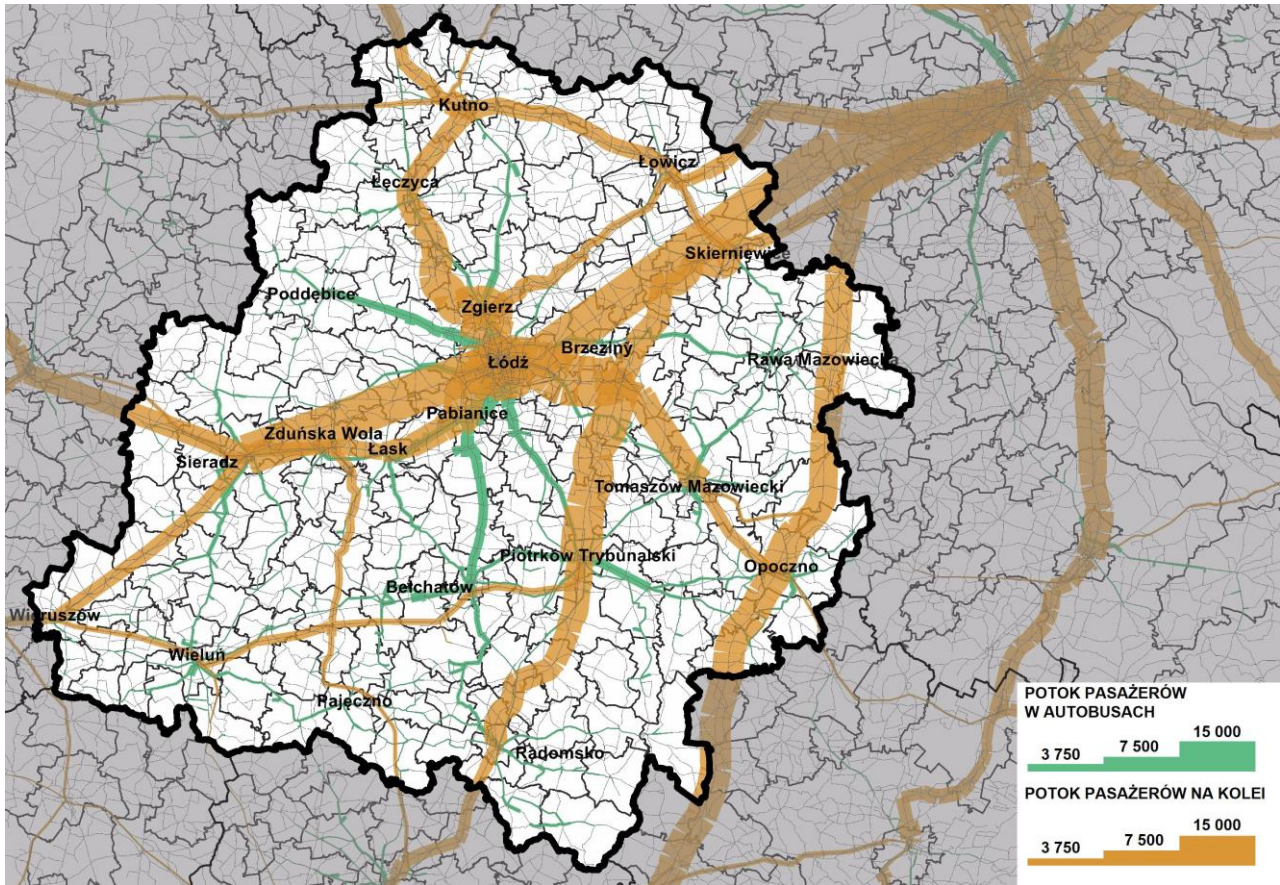 Kutno
Łowicz
Łęczyca
Skierniewice
Poddębice
Zgierz
Łódź
Brzeziny
Rawa Mazowiecka
Pabianice
Zduńska Wola
Łask
Sieradz
Tomaszów Mazowiecki
Piotrków Trybunalski
Opoczno
Bełchatów
Wieruszów
Wieluń
Pajęczno
Radomsko
POTOK PASAŻERÓW
W AUTOBUSACH
3 750 7 500 15 000
POTOK PASAŻERÓW NA KOLEI
3 750 7 500 15 000